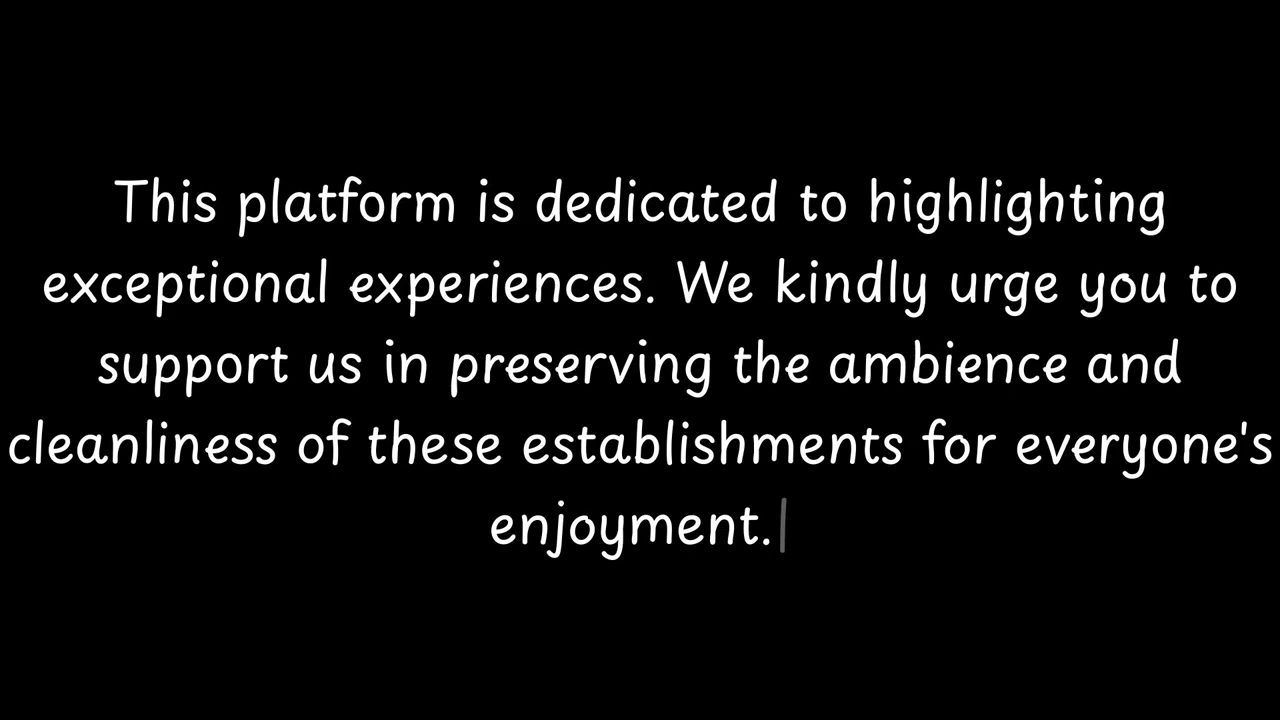 This platform is dedicated to highlighting
exceptional experiences. We kindly urge you to
support us in preserving the ambience and
cleanliness of these establishments for everyone's
enjoyment.